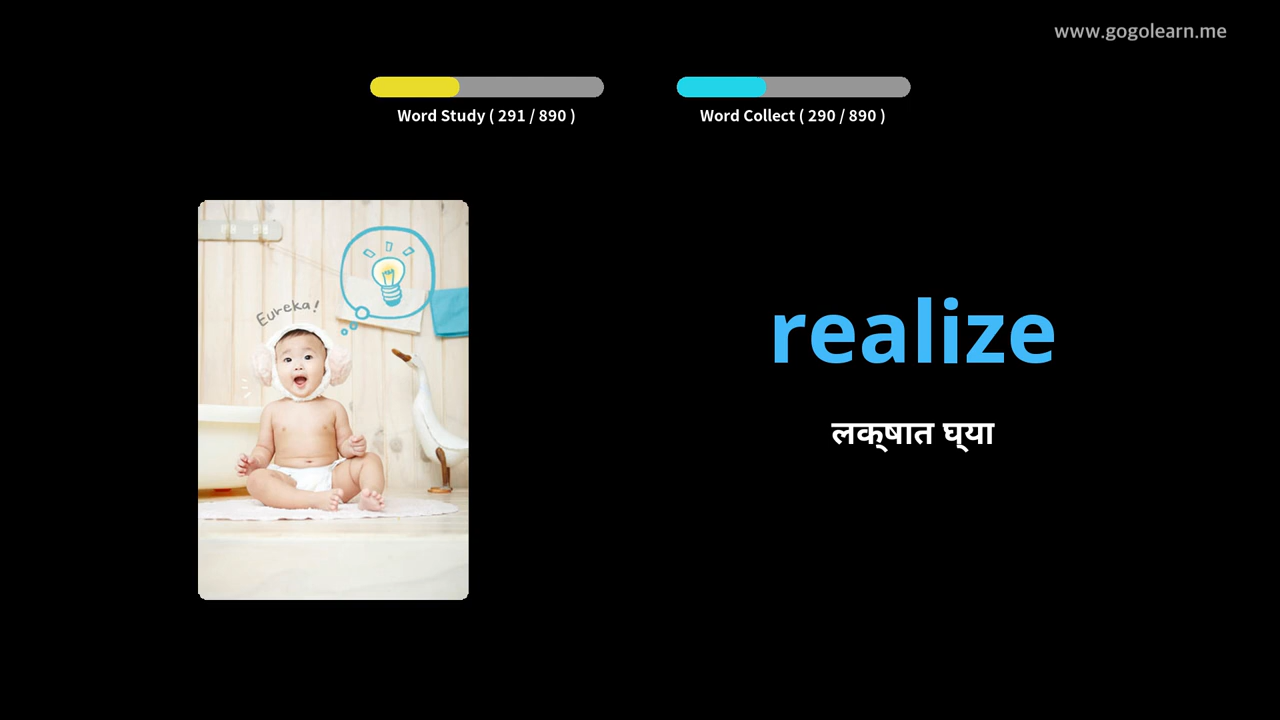 www.gogolearn.me
Word Study ( 291 / 890 )
Word Collect ( 290 / 890 )
Eureka!
realize
लक्षात घ्या